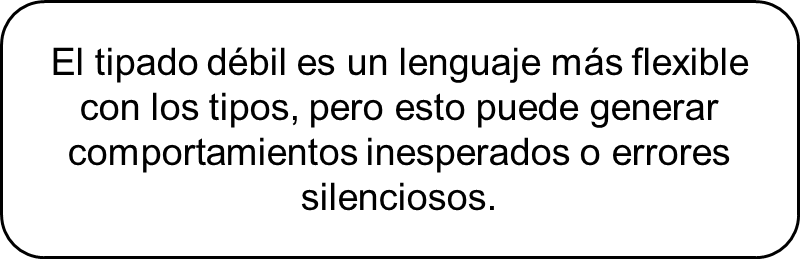 El tipado débil es un lenguaje más flexible
con los tipos, pero esto puede generar
comportamientos inesperados o errores
silenciosos.